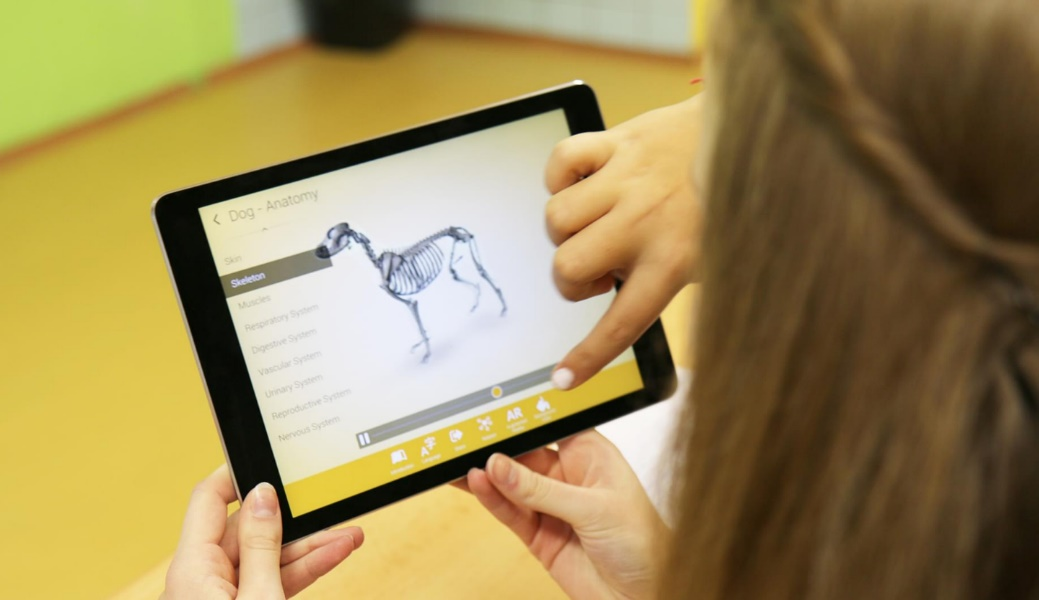 Dog - Anatomy
Skin
Skeleton
Muscles
Respiratory System
Digestive System
Vascular System
Urinary System
Reproductive System
Nervous System
AR